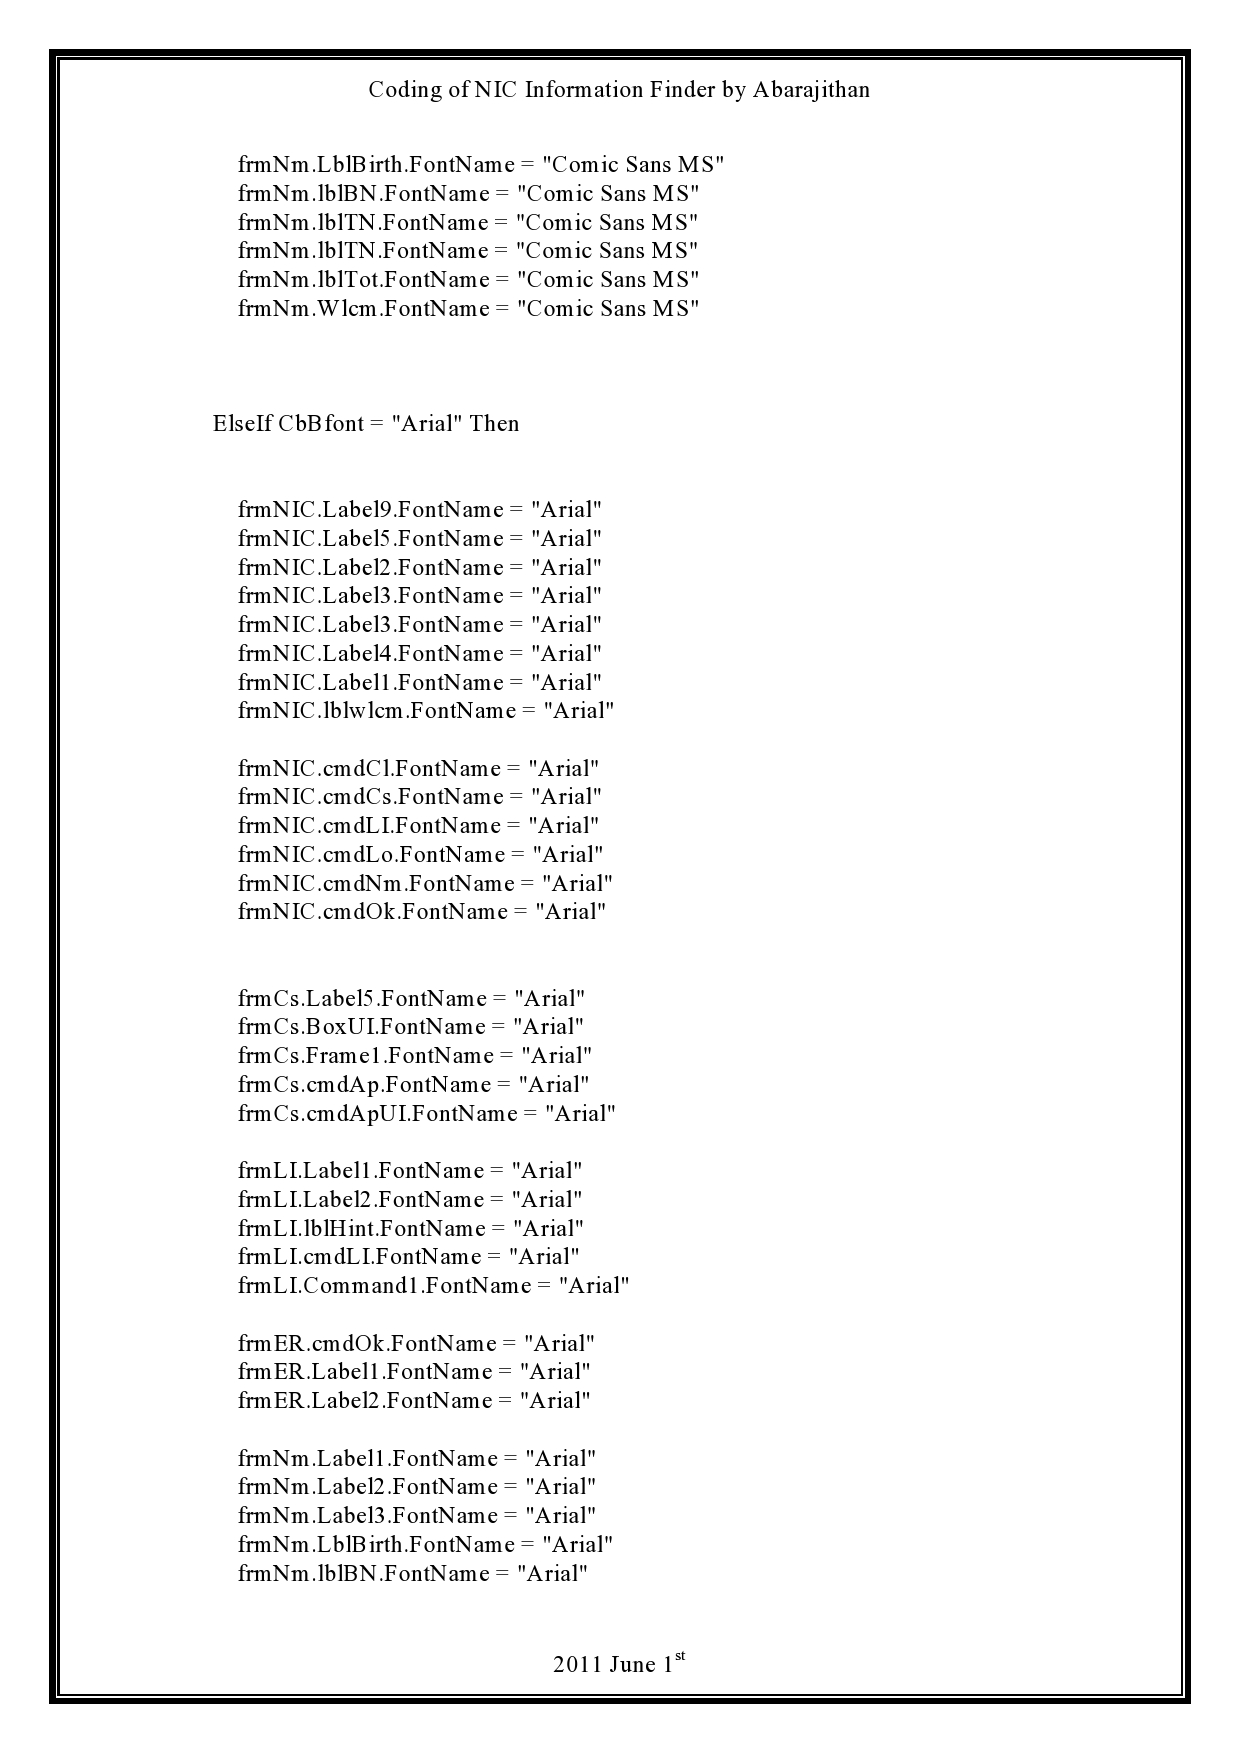 Coding of NIC Information Finder by Abarajithan
frmNm.LblBirth.FontName = "Comic Sans MS"
frmNm.lblBN.FontName = "Comic Sans MS"
frmNm.lblTN.FontName = "Comic Sans MS"
frmNm.lblTN.FontName = "Comic Sans MS"
frmNm.lblTot.FontName = "Comic Sans MS"
frmNm.Wlcm.FontName = "Comic Sans MS"
ElseIf CbBfont = "Arial" Then
frmNIC.Label9.FontName = "Arial"
frmNIC.Label5.FontName = "Arial"
frmNIC.Label2.FontName = "Arial"
frmNIC.Label3.FontName = "Arial"
frmNIC.Label3.FontName = "Arial"
frmNIC.Label4.FontName = "Arial"
frmNIC.Label1.FontName = "Arial"
frmNIC.lblwlcm.FontName = "Arial"
frmNIC.cmdCl.FontName = "Arial"
frmNIC.cmdCs.FontName = "Arial"
frmNIC.cmdLI.FontName = "Arial"
frmNIC.cmdLo.FontName = "Arial"
frmNIC.cmdNm.FontName = "Arial"
frmNIC.cmdOk.FontName = "Arial"
frmCs.Label5.FontName = "Arial"
frmCs.BoxUI.FontName = "Arial"
frmCs.Frame1.FontName = "Arial"
frmCs.cmdAp.FontName = "Arial"
frmCs.cmdApUI.FontName = "Arial"
frmLI.Label1.FontName = "Arial"
frmLI.Label2.FontName = "Arial"
frmLI.lblHint.FontName = "Arial"
frmLI.cmdLI.FontName = "Arial"
frmLI.Command1.FontName = "Arial"
frmER.cmdOk.FontName = "Arial"
frmER.Label1.FontName = "Arial"
frmER.Label2.FontName = "Arial"
frmNm.Label1.FontName = "Arial"
frmNm.Label2.FontName = "Arial"
frmNm.Label3.FontName = "Arial"
frmNm.LblBirth.FontName = "Arial"
frmNm.lblBN.FontName = "Arial"
2011 June 1st